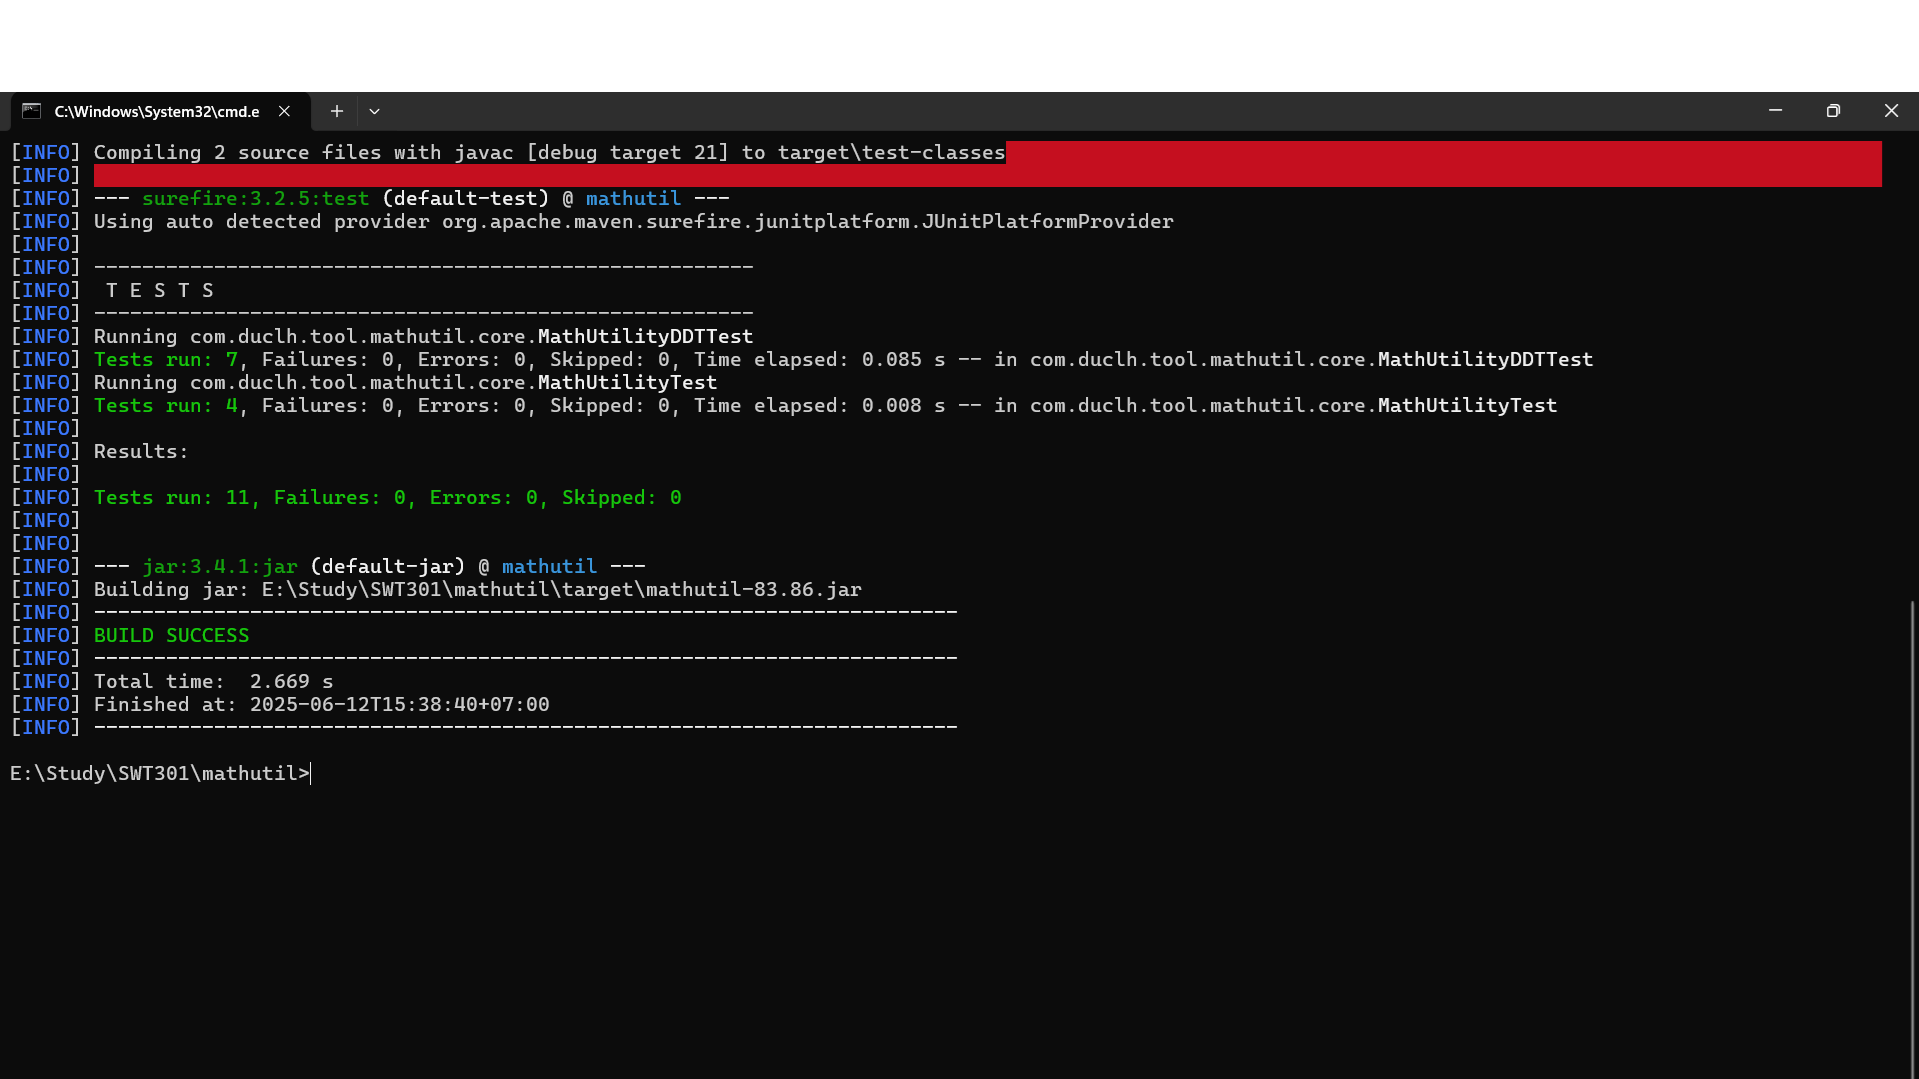 C:\Windows\System32\cmd.e
[INFO] Compiling 2 source files with javac [debug target 21] to target\test-classes
[INFO]
[INFO] --- surefire:3.2.5:test (default-test) @ mathutil ---
[INFO] Using auto detected provider org.apache.maven.surefire.junitplatform.JUnitPlatformProvider
[INFO]
[INFO] -------------------------------------------------------
[INFO]  T E S T S
[INFO] -------------------------------------------------------
[INFO] Running com.duclh.tool.mathutil.core.MathUtilityDDTTest
[INFO] Tests run: 7, Failures: 0, Errors: 0, Skipped: 0, Time elapsed: 0.085 s -- in com.duclh.tool.mathutil.core.MathUtilityDDTTest
[INFO] Running com.duclh.tool.mathutil.core.MathUtilityTest
[INFO] Tests run: 4, Failures: 0, Errors: 0, Skipped: 0, Time elapsed: 0.008 s -- in com.duclh.tool.mathutil.core.MathUtilityTest
[INFO]
[INFO] Results:
[INFO]
[INFO] Tests run: 11, Failures: 0, Errors: 0, Skipped: 0
[INFO]
[INFO]
[INFO] --- jar:3.4.1:jar (default-jar) @ mathutil ---
[INFO] Building jar: E:\Study\SWT301\mathutil\target\mathutil-83.86.jar
[INFO] ------------------------------------------------------------------------
[INFO] BUILD SUCCESS
[INFO] ------------------------------------------------------------------------
[INFO] Total time:  2.669 s
[INFO] Finished at: 2025-06-12T15:38:40+07:00
[INFO] ------------------------------------------------------------------------
E:\Study\SWT301\mathutil>